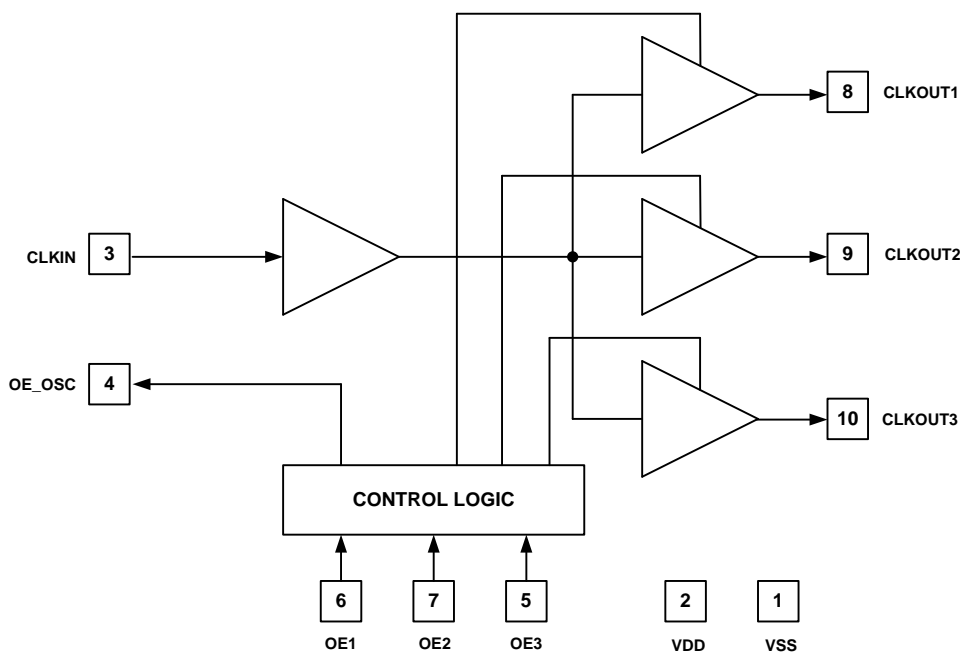 8 CLKOUT1
CLKIN 3
9 CLKOUT2
OE_OSC 4
10 CLKOUT3
CONTROL LOGIC
6 7 5 2 1
OE1 OE2 OE3 VDD VSS